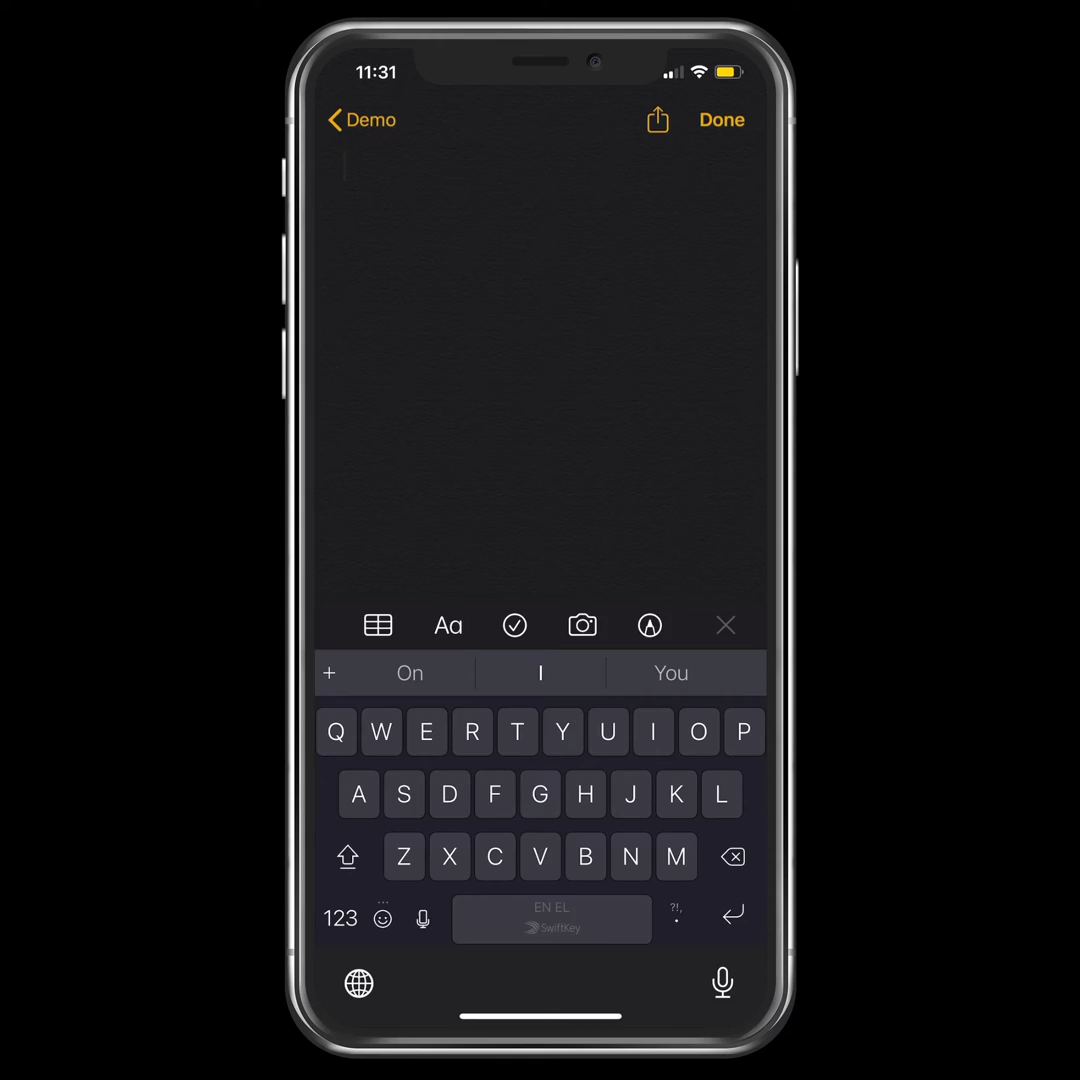 11:31
Demo Done
Aa
+ On I You
Q W E R T Y U I O P
A S D F G H J K L
Z X C V B N M
123 EN EL ?!, .
SwiftKey